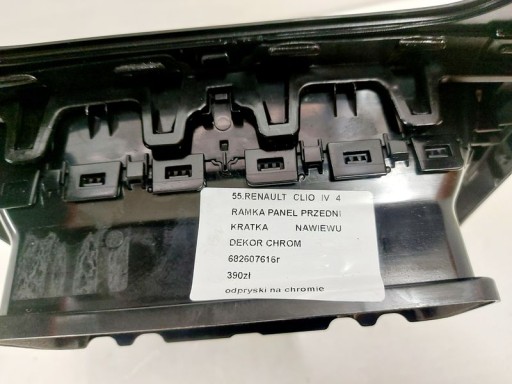 55.RENAULT CLIO IV 4
RAMKA PANEL PRZEDNI
KRATKA NAWIEWU
DEKOR CHROM
682607616r
390zł
odpryski na chromie